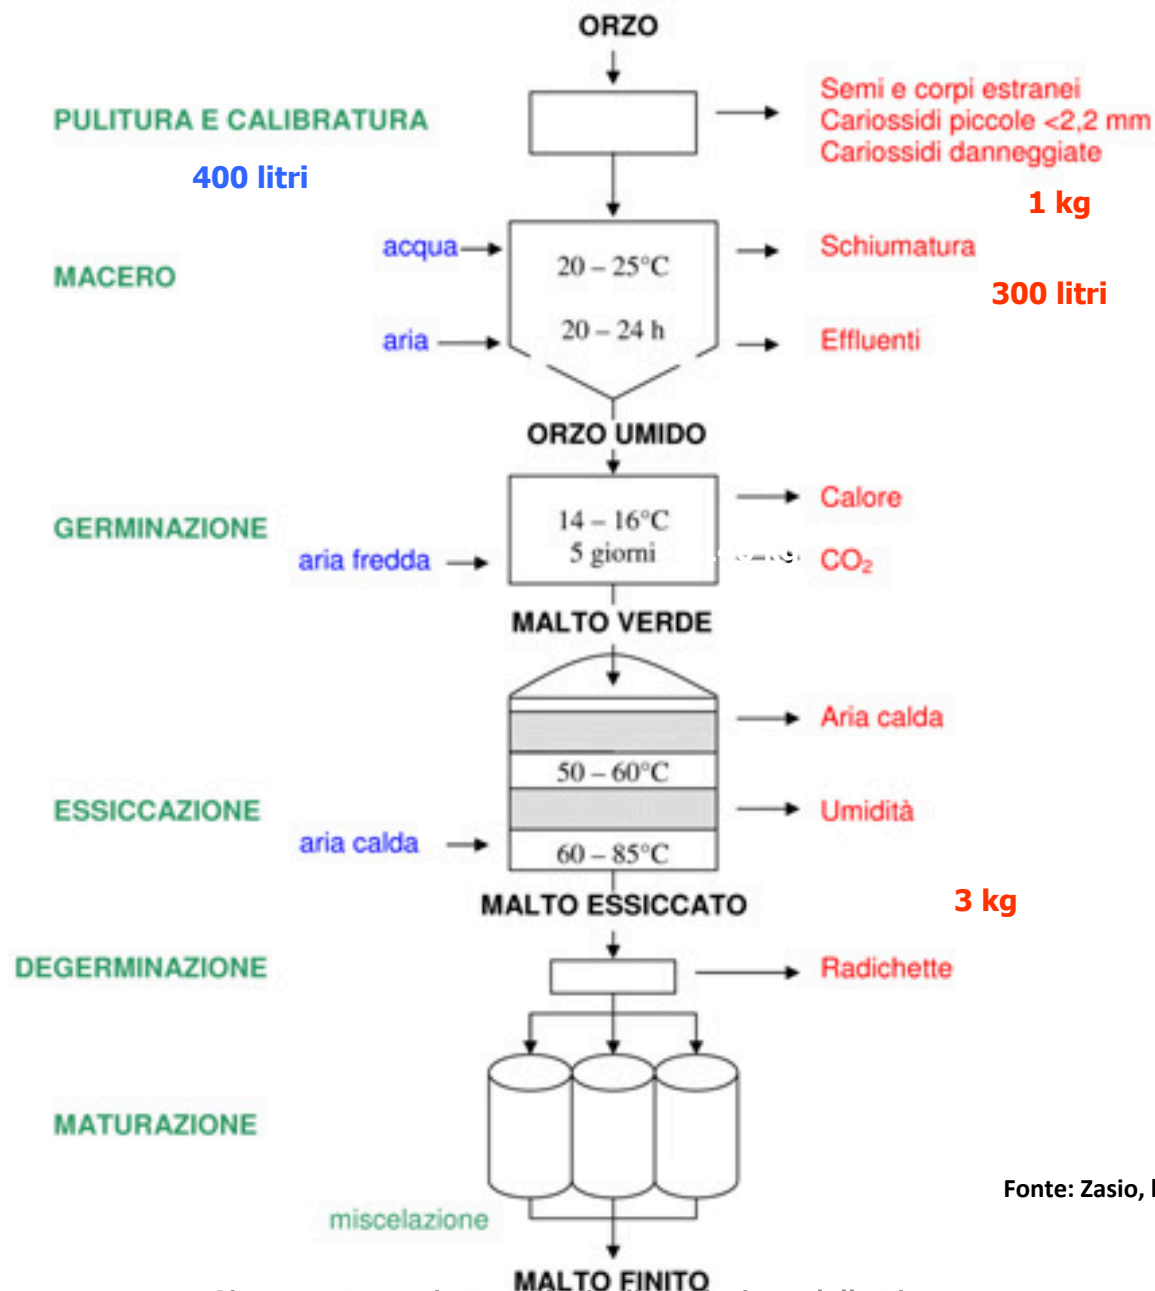 ORZO
PULITURA E CALIBRATURA
Semi e corpi estranei
Cariossidi piccole <2,2 mm
Cariossidi danneggiate
400 litri
1 kg
MACERO
acqua
20 – 25°C
Schiumatura
300 litri
aria
20 – 24 h
Effluenti
ORZO UMIDO
GERMINAZIONE
14 – 16°C
Calore
aria fredda
5 giorni
kg
CO₂
MALTO VERDE
Aria calda
50 – 60°C
ESSICCAZIONE
Umidità
aria calda
60 – 85°C
MALTO ESSICCATO
3 kg
DEGERMINAZIONE
Radichette
MATURAZIONE
Fonte: Zasio,
miscelazione
MALTO FINITO